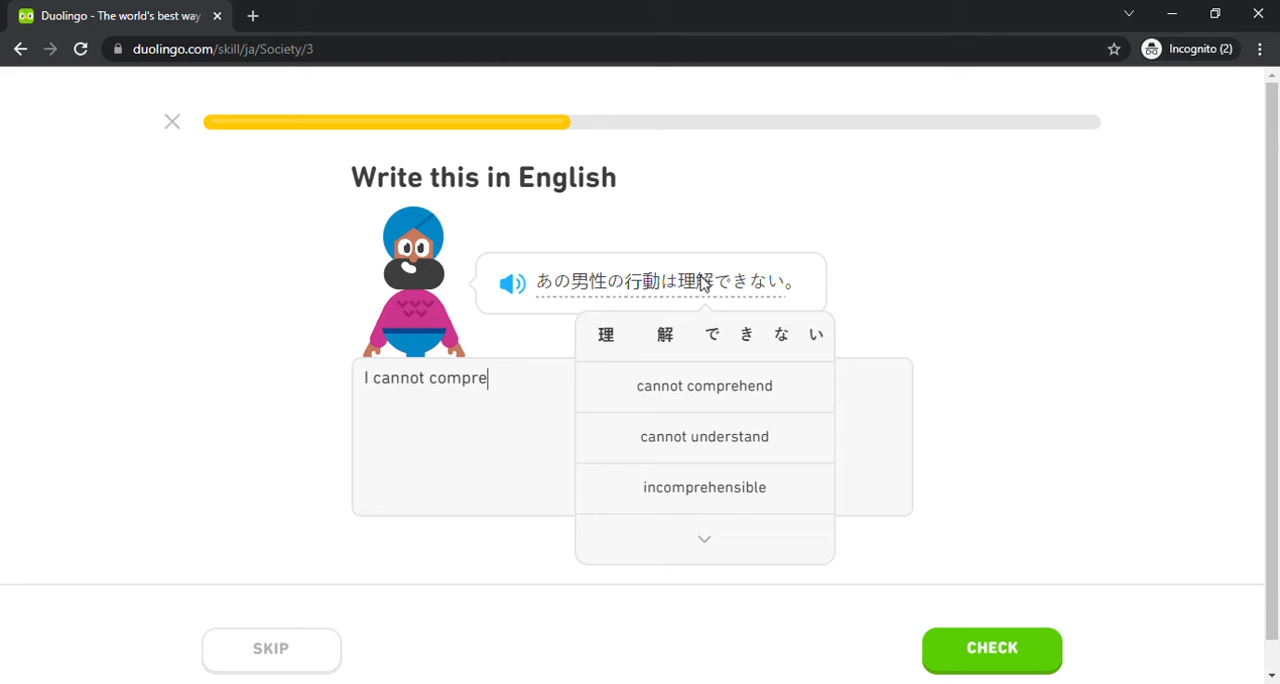 Duolingo - The world's best way
duolingo.com/skill/ja/Society/3
Incognito (2)
Write this in English
あの男性の行動は理解できない。
理 解 で き な い
I cannot compre
cannot comprehend
cannot understand
incomprehensible
SKIP
CHECK